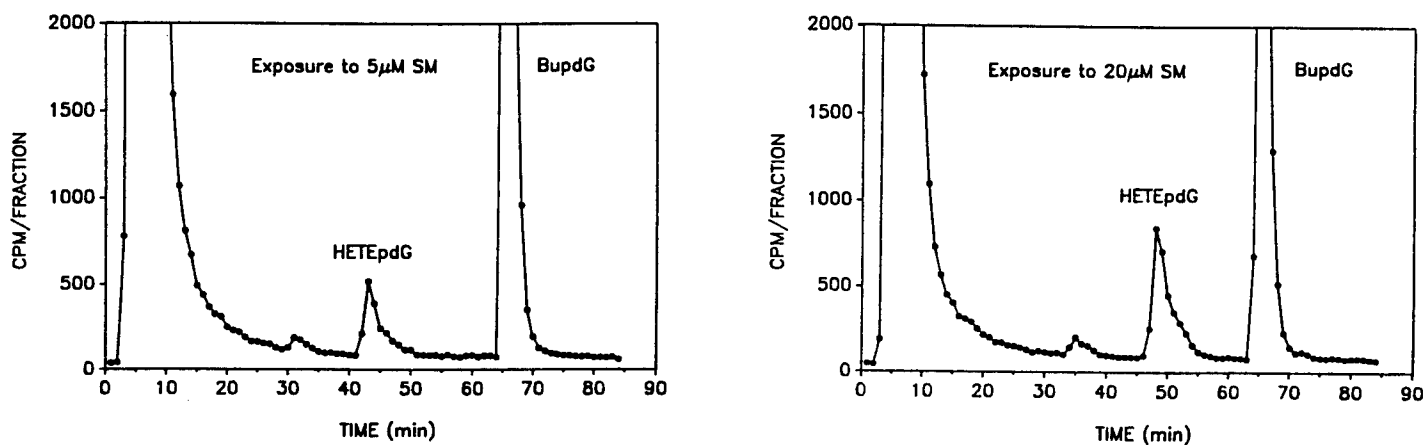 2000
1500
1000
500
0
CPM/FRACTION
Exposure to 5μM SM
BupdG
HETEpdG
0 10 20 30 40 50 60 70 80 90
TIME (min)
2000
1500
1000
500
0
CPM/FRACTION
Exposure to 20μM SM
BupdG
HETEpdG
0 10 20 30 40 50 60 70 80 90
TIME (min)